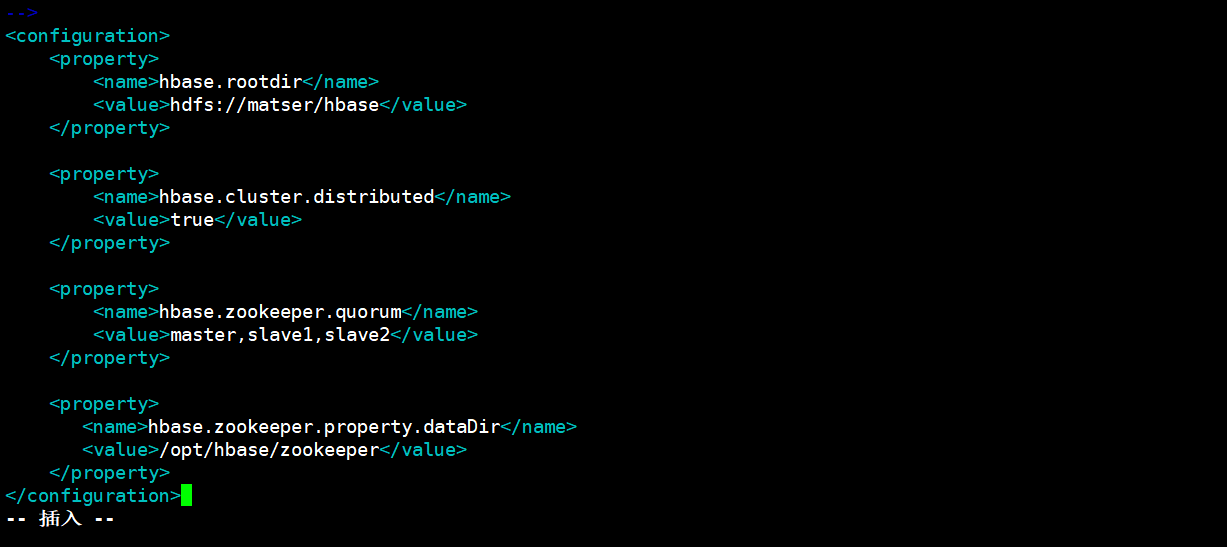 -->
<configuration>
    <property>
        <name>hbase.rootdir</name>
        <value>hdfs://matser/hbase</value>
    </property>

    <property>
        <name>hbase.cluster.distributed</name>
        <value>true</value>
    </property>

    <property>
        <name>hbase.zookeeper.quorum</name>
        <value>master,slave1,slave2</value>
    </property>

    <property>
       <name>hbase.zookeeper.property.dataDir</name>
       <value>/opt/hbase/zookeeper</value>
    </property>
</configuration>
-- 插入 --